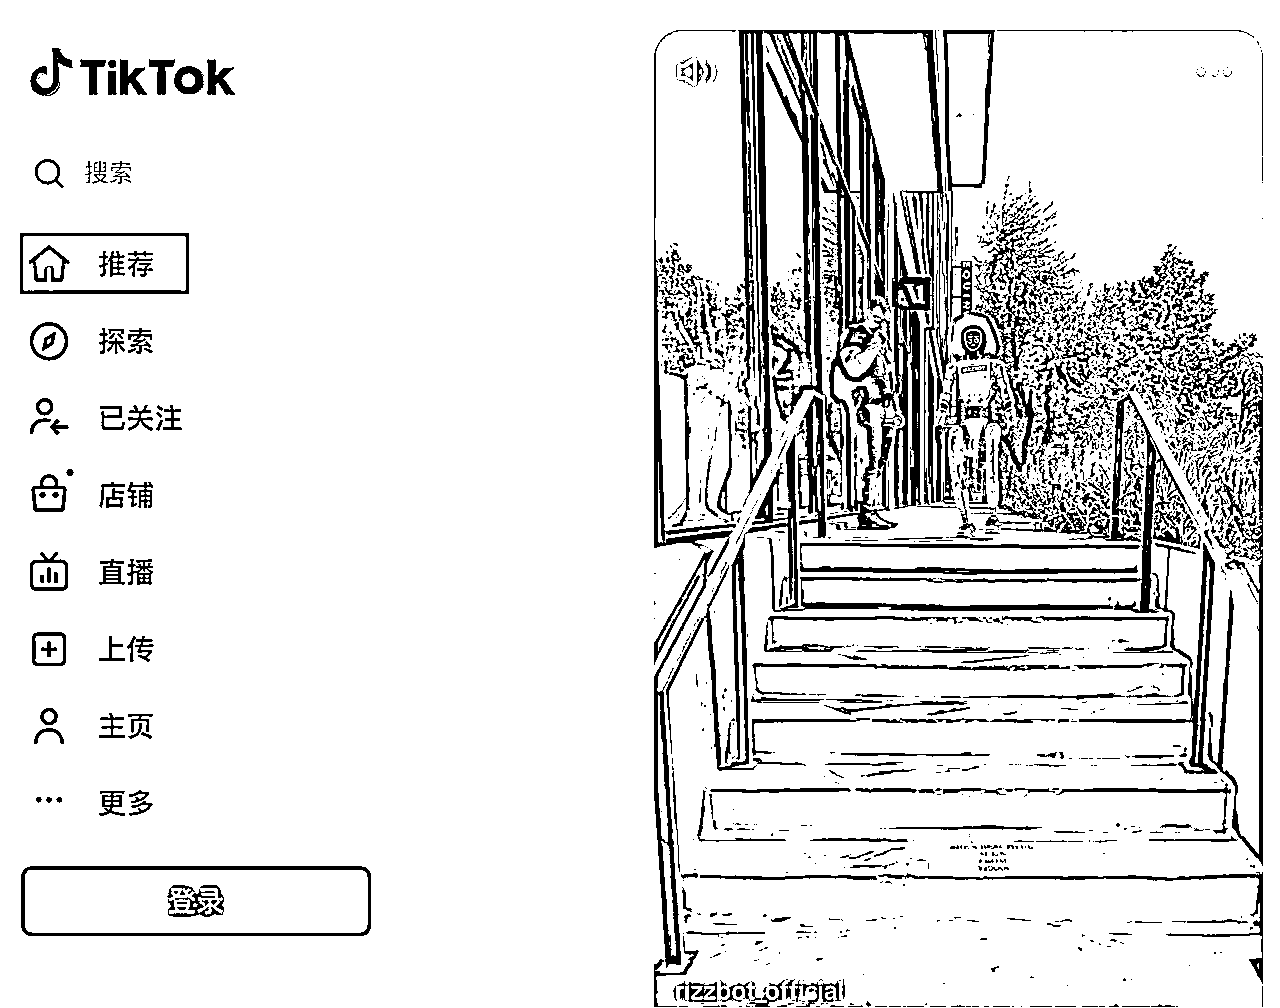 TikTok
搜索
推荐
探索
已关注
店铺
直播
上传
主页
更多
登录
rizzbot_official